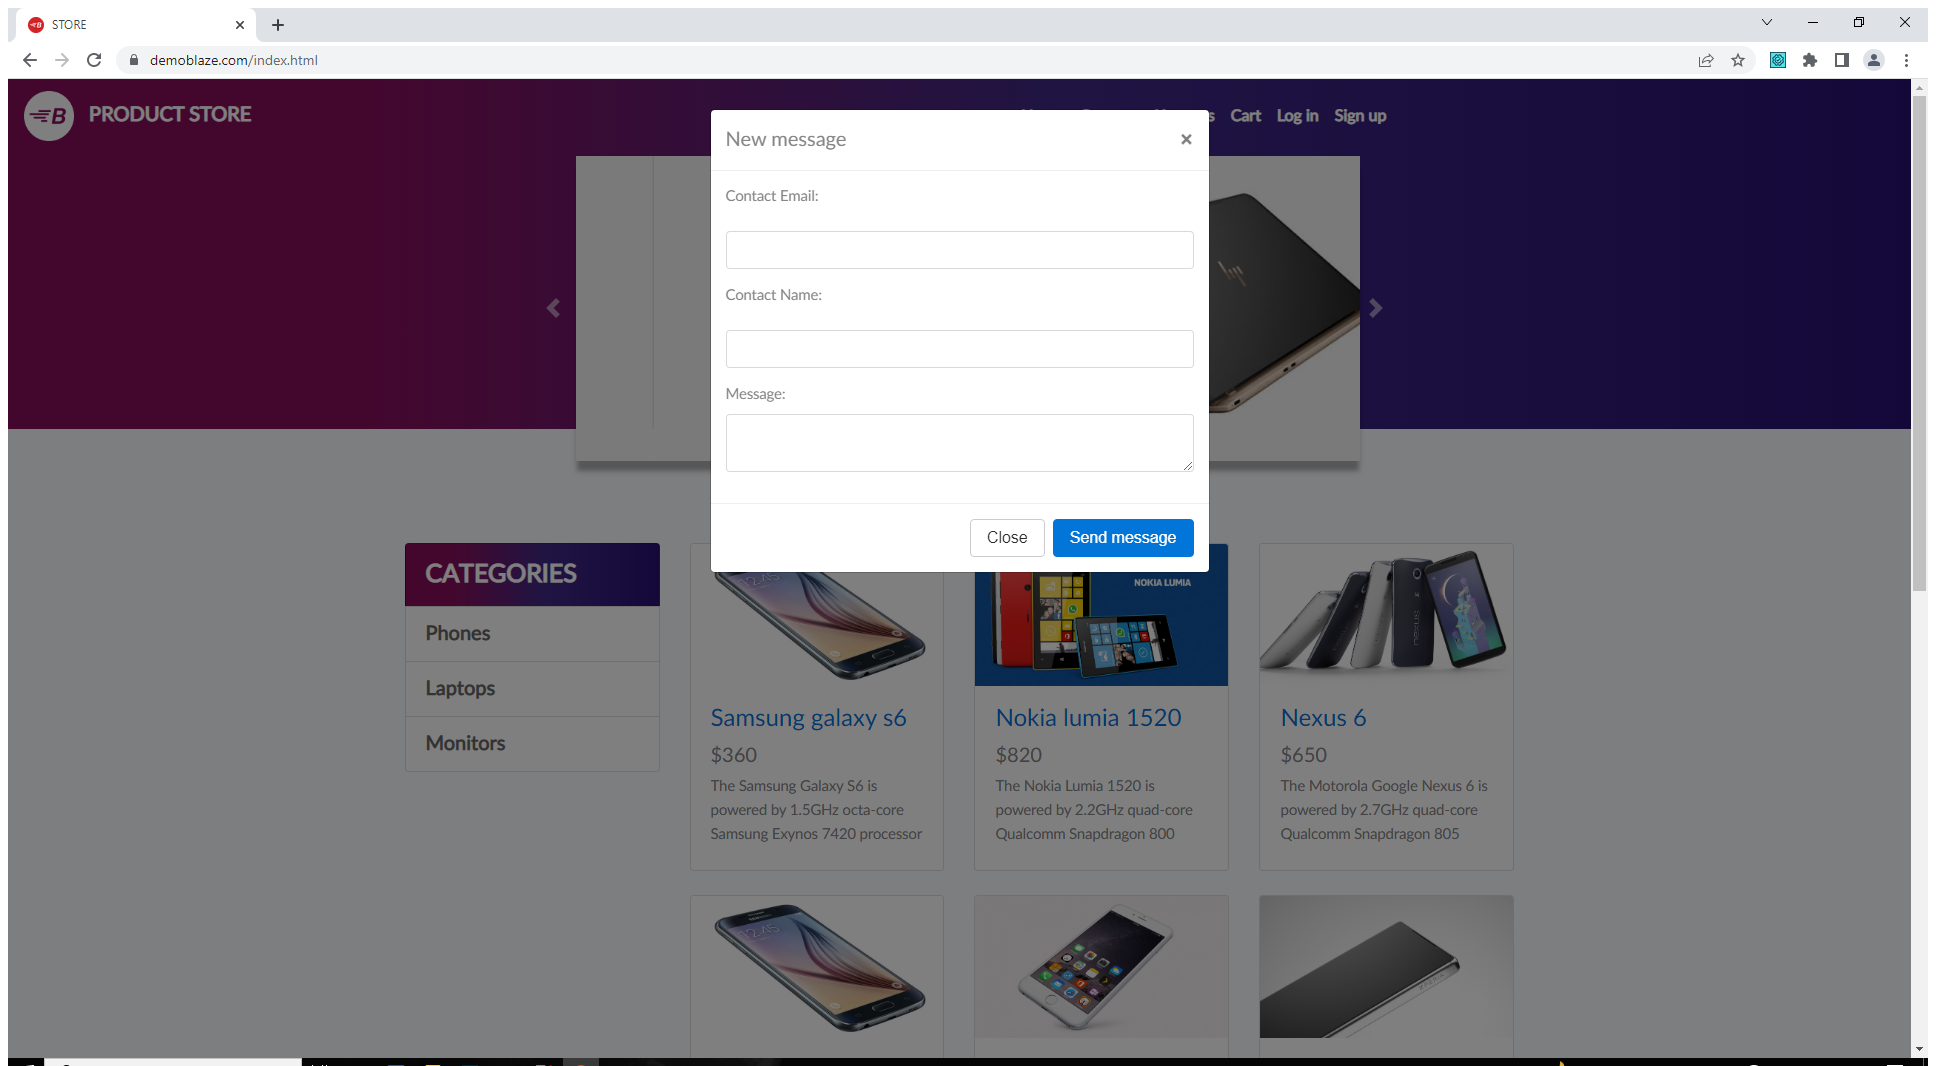 STORE
demoblaze.com/index.html
PRODUCT STORE
Cart Log in Sign up
New message
×
Contact Email:
Contact Name:
Message:
Close Send message
CATEGORIES
Phones
Laptops
Monitors
NOKIA LUMIA
Samsung galaxy s6
$360
The Samsung Galaxy S6 is
powered by 1.5GHz octa-core
Samsung Exynos 7420 processor
Nokia lumia 1520
$820
The Nokia Lumia 1520 is
powered by 2.2GHz quad-core
Qualcomm Snapdragon 800
Nexus 6
$650
The Motorola Google Nexus 6 is
powered by 2.7GHz quad-core
Qualcomm Snapdragon 805